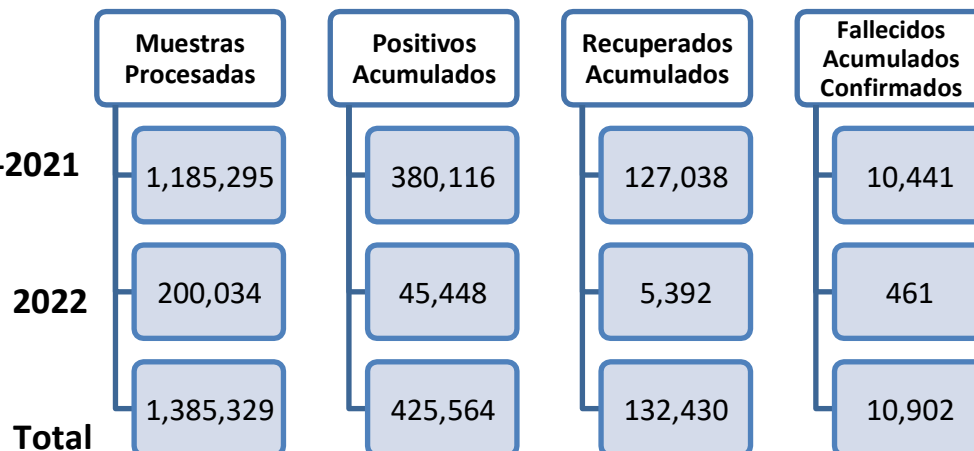 Muestras
Procesadas
Positivos
Acumulados
Recuperados
Acumulados
Fallecidos
Acumulados
Confirmados
-2021
1,185,295
380,116
127,038
10,441
2022
200,034
45,448
5,392
461
Total
1,385,329
425,564
132,430
10,902